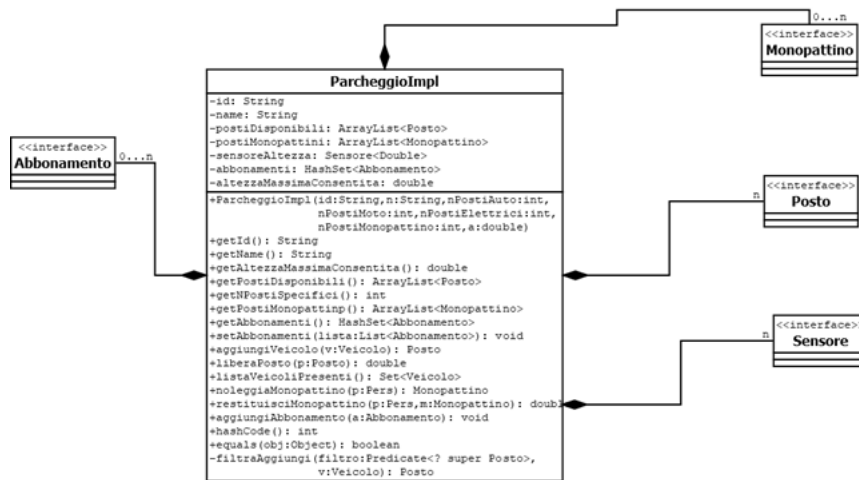 0...n
<<interface>>
Monopattino
ParcheggioImpl
-id: String
-name: String
-postiDisponibili: ArrayList<Posto>
-postiMonopattini: ArrayList<Monopattino>
-sensoreAltezza: Sensore<Double>
-abbonamenti: HashSet<Abbonamento>
-altezzaMassimaConsentita: double
<<interface>>
Abbonamento
0...n
+ParcheggioImpl(id:String,n:String,nPostiAuto:int,
nPostiMoto:int,nPostiElettrici:int,
nPostiMonopattino:int,a:double)
+getId(): String
+getName(): String
+getAltezzaMassimaConsentita(): double
+getPostiDisponibili(): ArrayList<Posto>
+getNPostiSpecifici(): int
+getPostiMonopattinp(): ArrayList<Monopattino>
+getAbbonamenti(): HashSet<Abbonamento>
+setAbbonamenti(lista:List<Abbonamento>): void
+aggiungiVeicolo(v:Veicolo): Posto
+liberaPosto(p:Posto): double
+listaVeicoliPresenti(): Set<Veicolo>
+noleggiaMonopattino(p:Pers): Monopattino
+restituisciMonopattino(p:Pers,m:Monopattino): doubl
+aggiungiAbbonamento(a:Abbonamento): void
+hashCode(): int
+equals(obj:Object): boolean
-filtraAggiungi(filtro:Predicate<? super Posto>,
v:Veicolo): Posto
<<interface>>
Posto
n
<<interface>>
Sensore
n